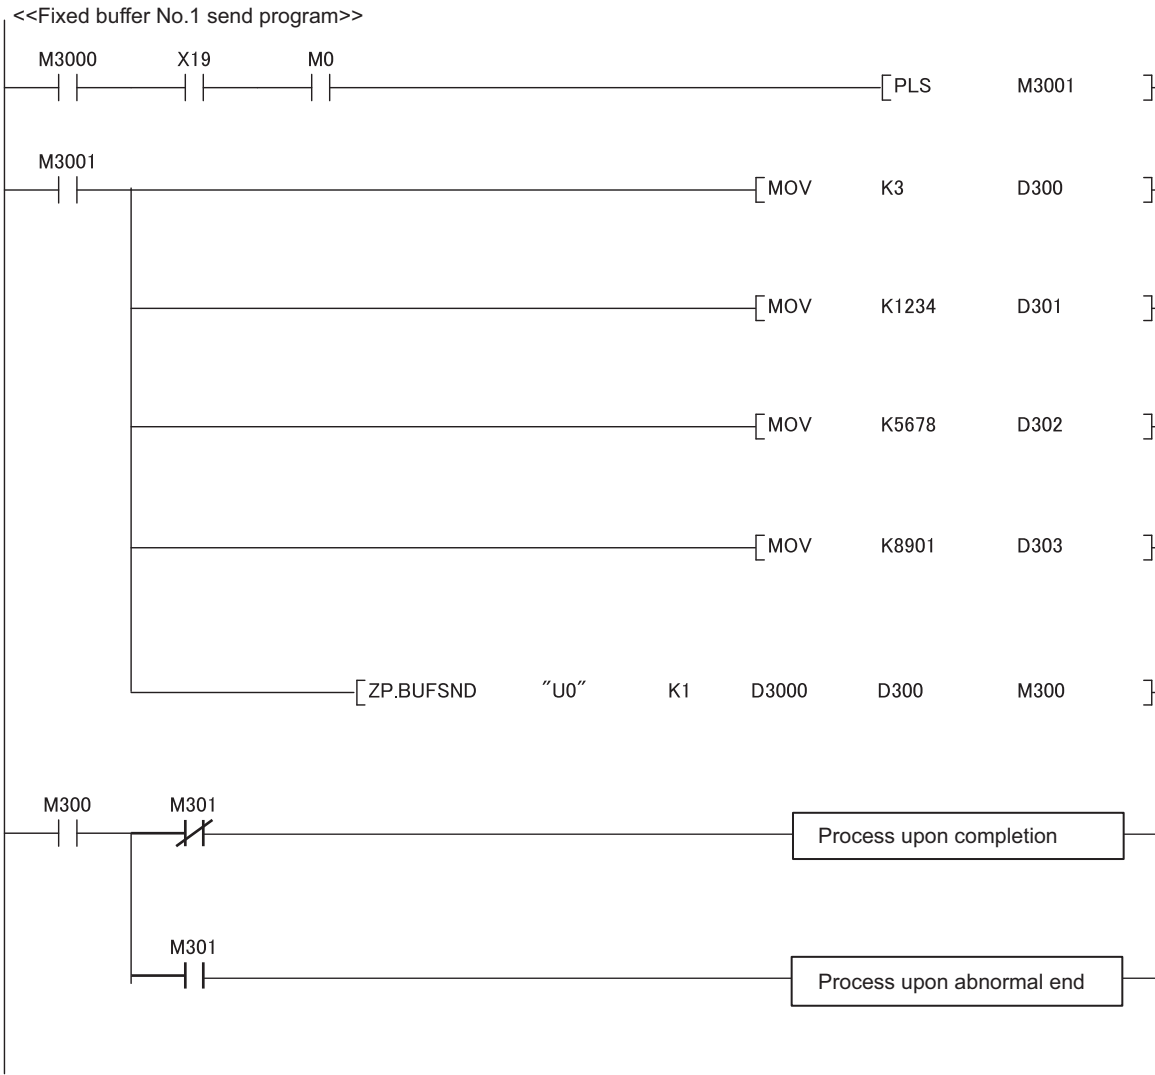 <<Fixed buffer No.1 send program>>
M3000 X19 M0
[PLS M3001 ]
M3001
[MOV K3 D300 ]
[MOV K1234 D301 ]
[MOV K5678 D302 ]
[MOV K8901 D303 ]
[ZP.BUFSND "U0" K1 D3000 D300 M300 ]
M300 M301
Process upon completion
M301
Process upon abnormal end